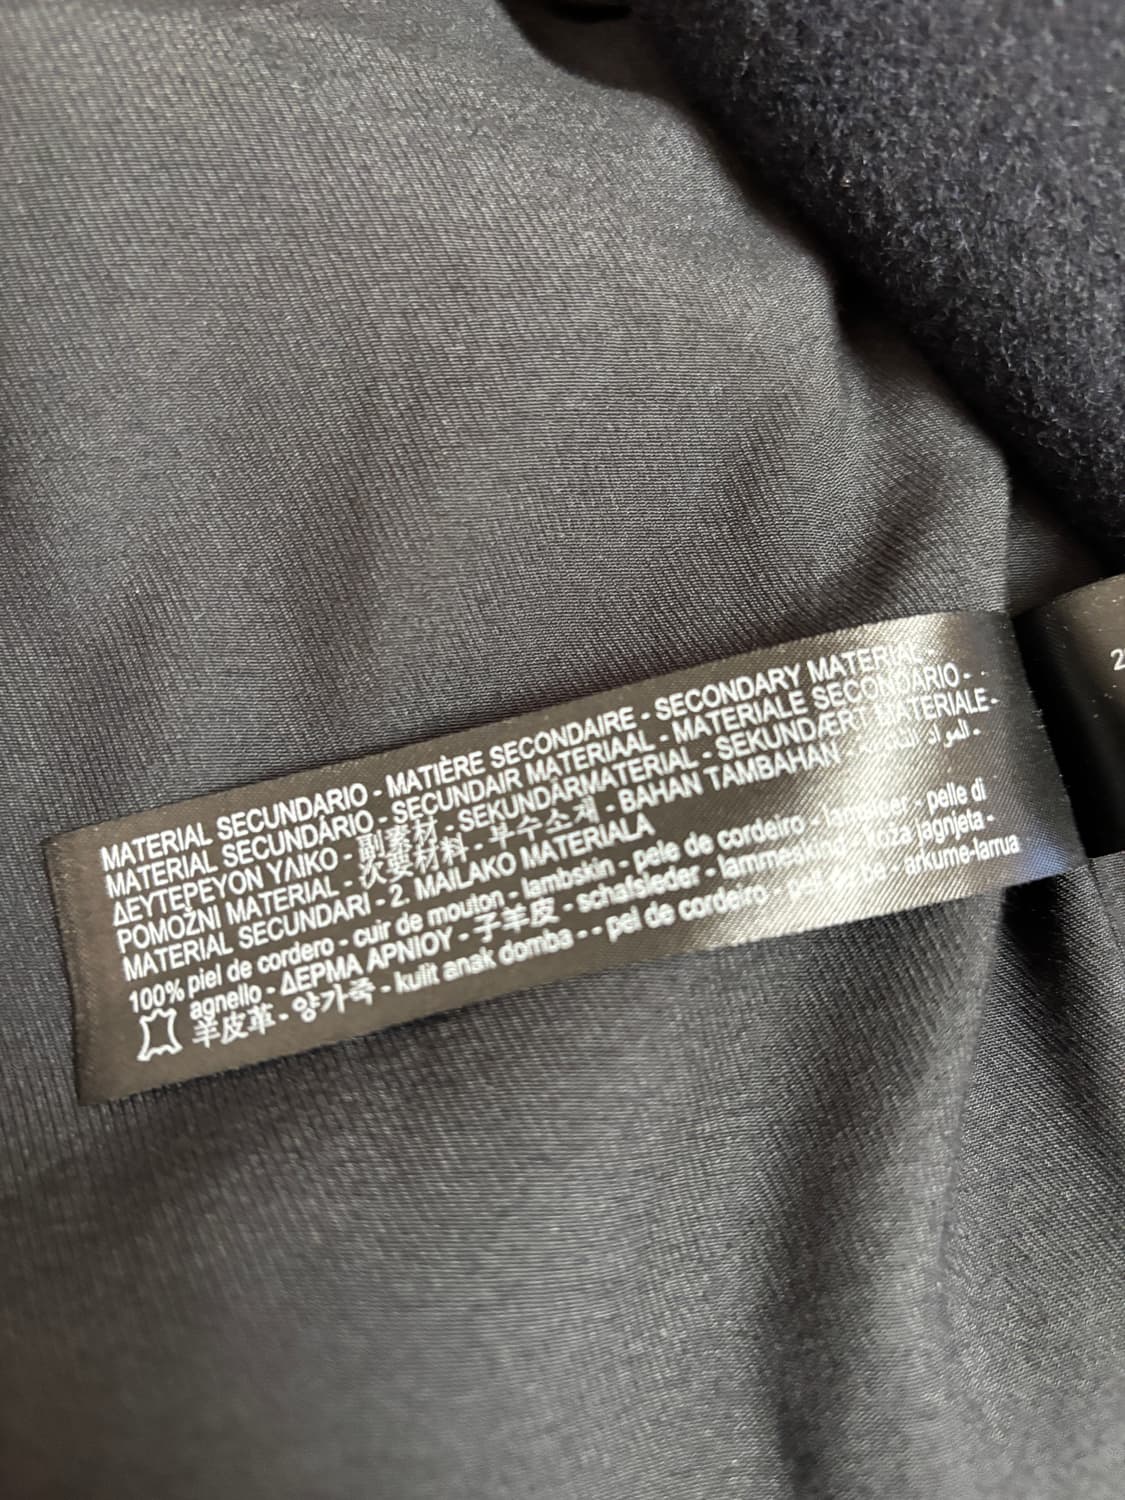 MATERIAL SECUNDARIO - MATIÈRE SECONDAIRE - SECONDARY MATERIAL -
MATERIAL SECUNDÁRIO - SECUNDAIR MATERIAAL - MATERIALE SECONDARIO -
ΔΕΥΤΕΡΕΥΟΝ ΥΛΙΚΟ - 副素材 - SEKUNDÄRMATERIAL - SEKUNDÆRT MATERIALE -
POMOŽNI MATERIAL - 次要材料 - 부수소재 - BAHAN TAMBAHAN -
MATERIAL SECUNDARI - 2. MAILAKO MATERIALA
100% piel de cordero - cuir de mouton - lambskin - pele de cordeiro - - pelle di
agnello - ΔΕΡΜΑ ΑΡΝΙΟΥ - 子羊皮 - schafsleder - koža jagnjeta -
羊皮革 - 양가죽 - kulit anak domba - - pel de cordeiro - arkume-larrua
2